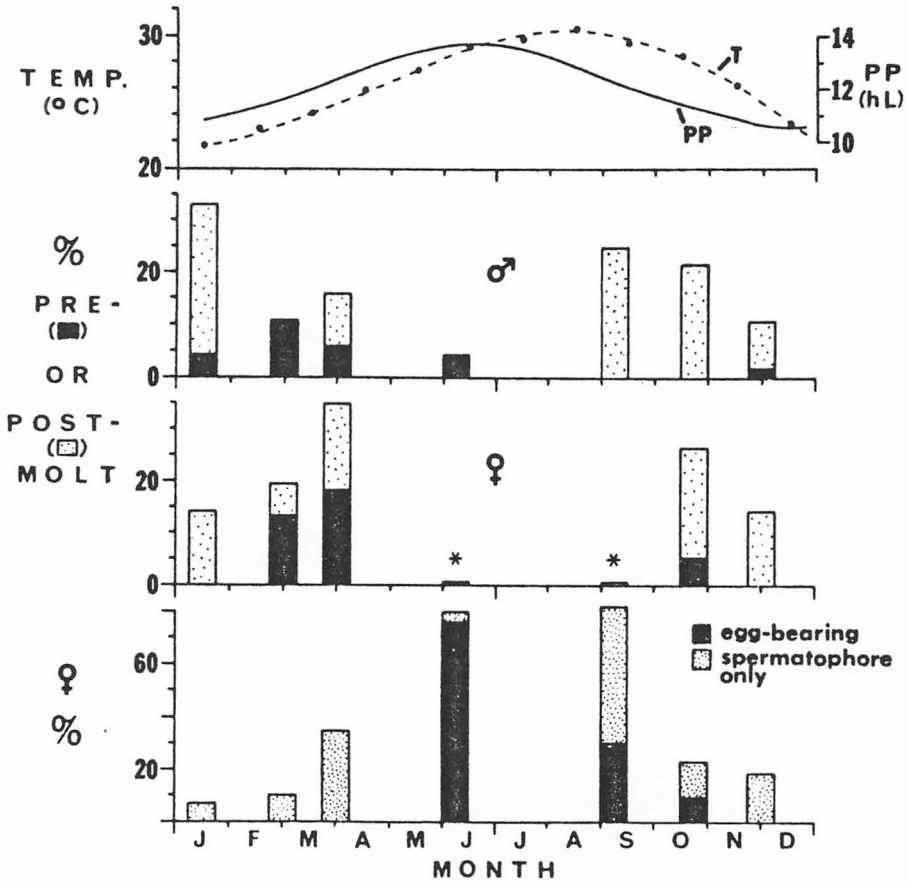 30
TEMP.
(°C)
20
T
PP
14
12
10
PP
(hL)
%
PRE-
(■)
OR
POST-
(□)
MOLT
20
0
♂
20
0
♀
*
*
♀
%
60
20
egg-bearing
spermatophore
only
J F M A M J J A S O N D
MONTH